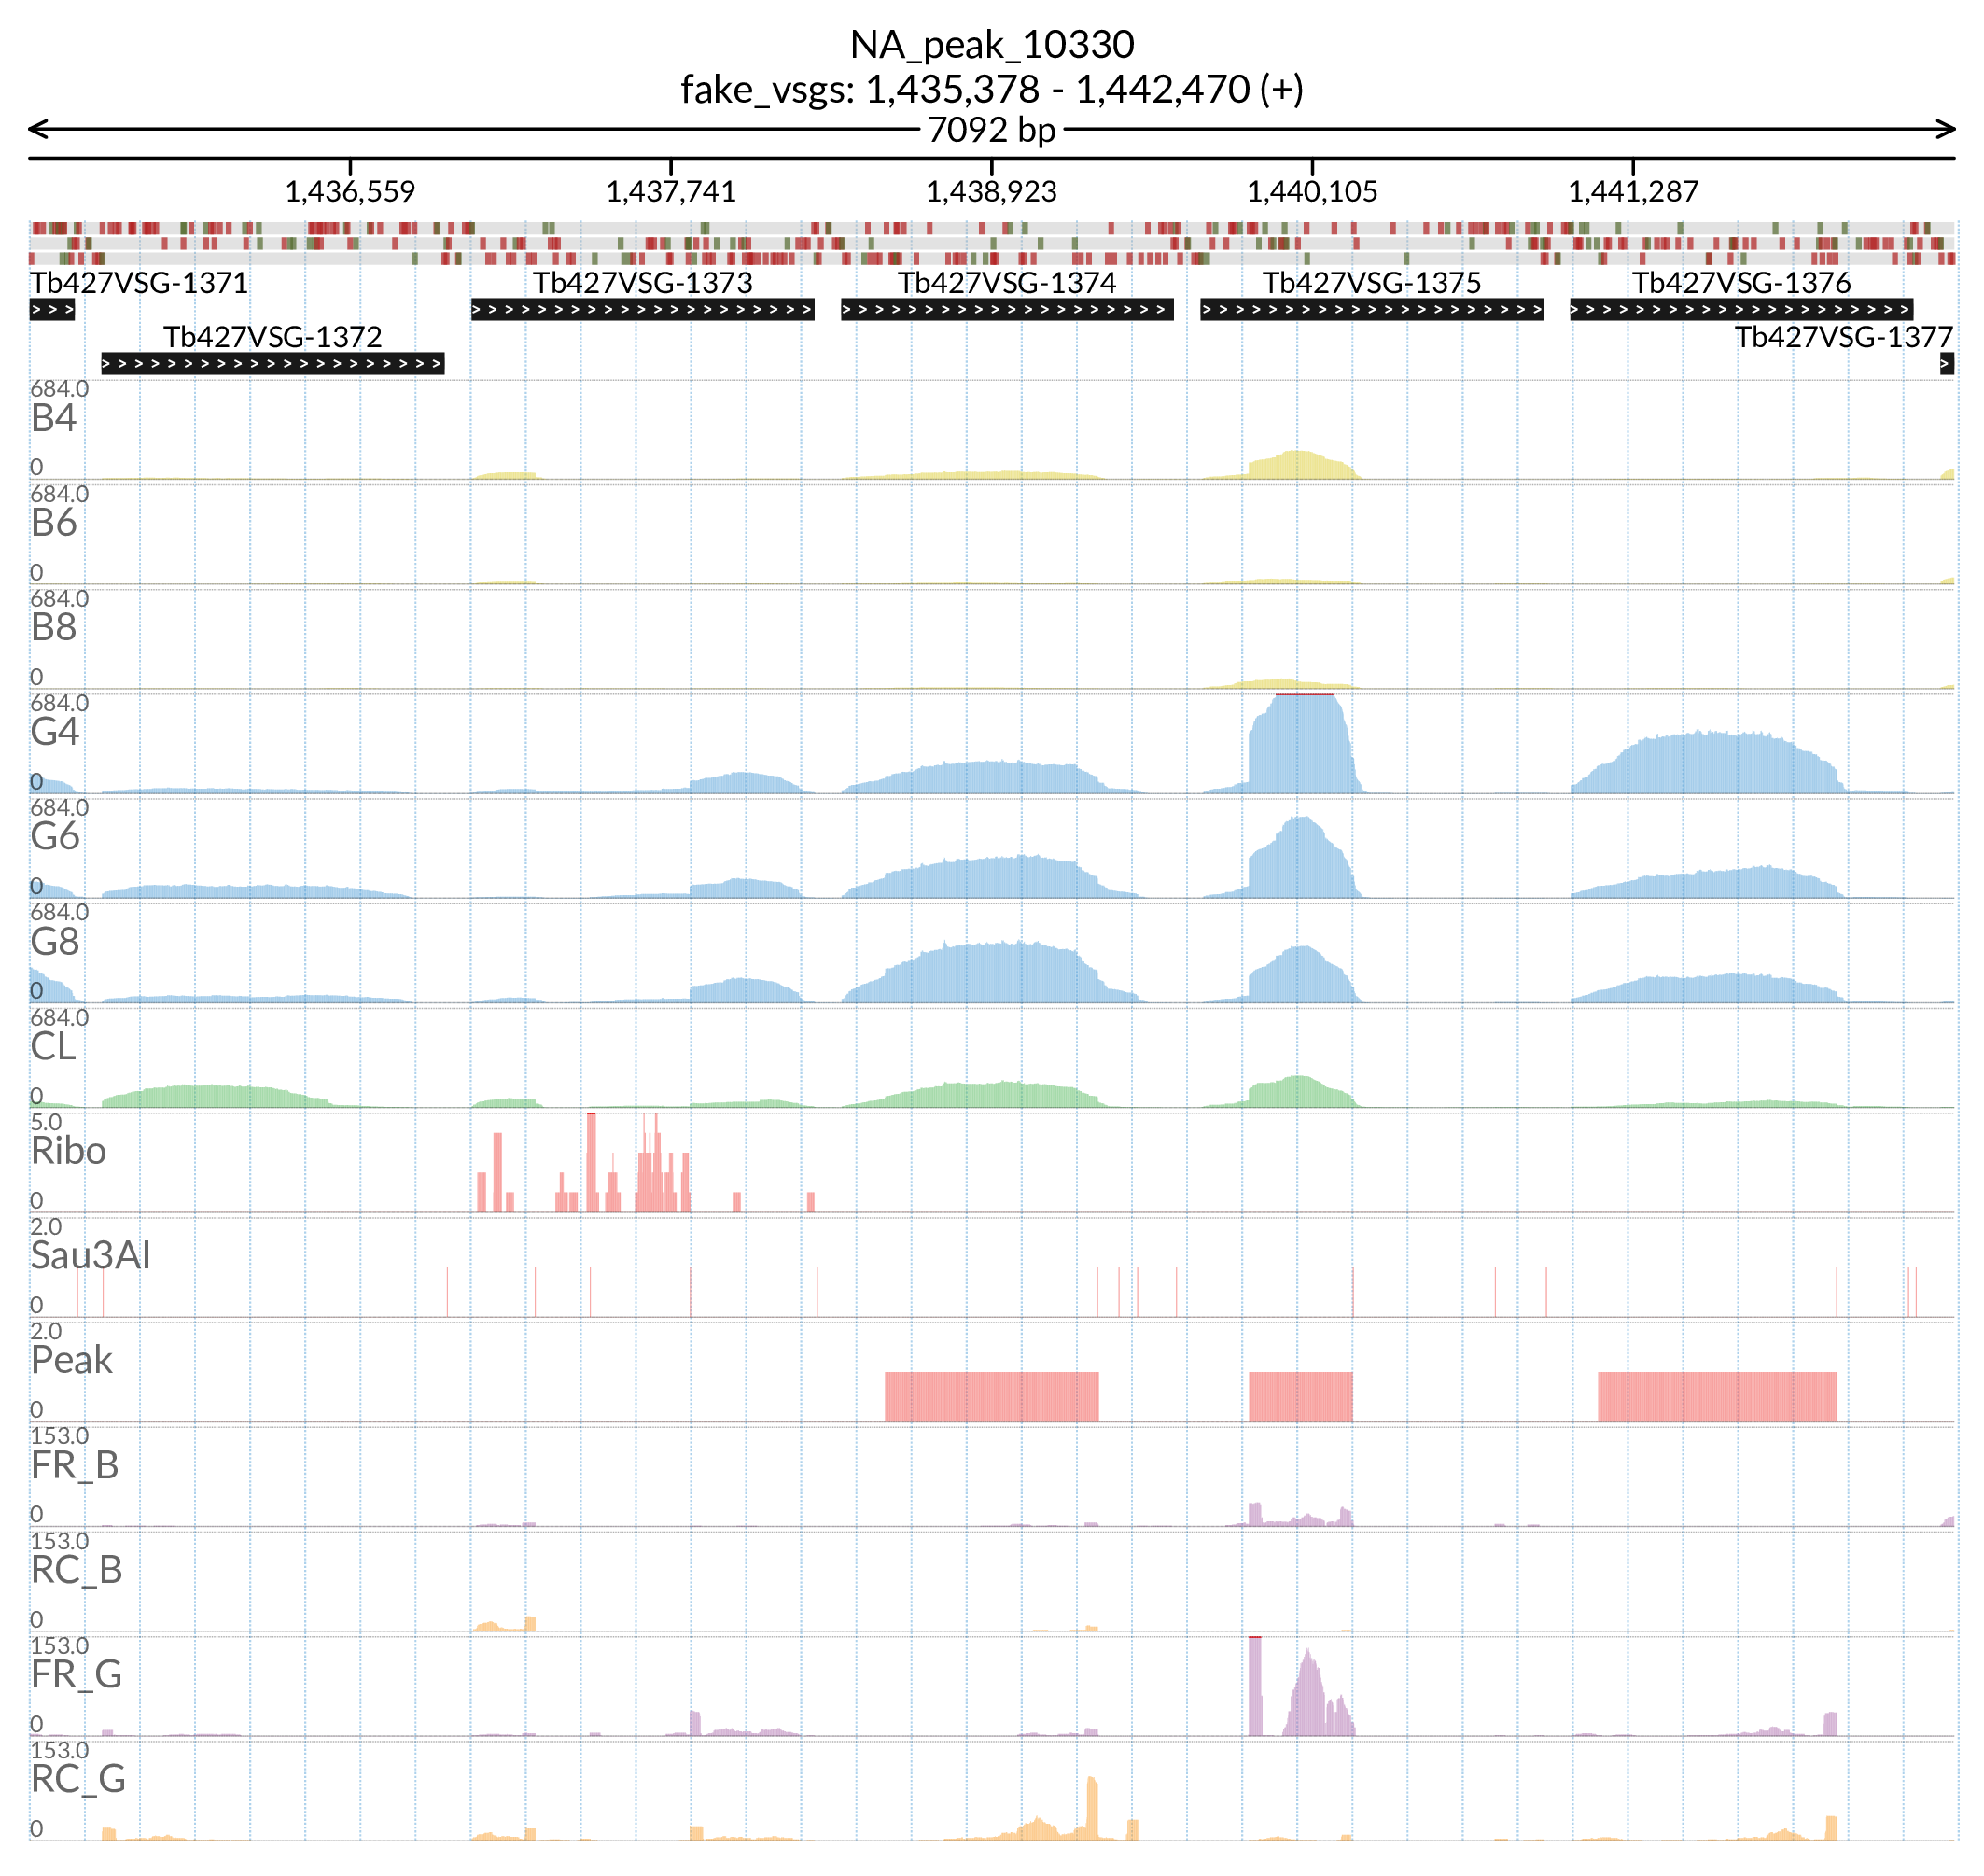 NA_peak_10330
fake_vsgs: 1,435,378 - 1,442,470 (+)
7092 bp
1,436,559 1,437,741 1,438,923 1,440,105 1,441,287
Tb427VSG-1371 Tb427VSG-1373 Tb427VSG-1374 Tb427VSG-1375 Tb427VSG-1376
Tb427VSG-1372 Tb427VSG-1377
684.0
B4
0
684.0
B6
0
684.0
B8
0
684.0
G4
0
684.0
G6
0
684.0
G8
0
684.0
CL
0
5.0
Ribo
0
2.0
Sau3AI
0
2.0
Peak
0
153.0
FR_B
0
153.0
RC_B
0
153.0
FR_G
0
153.0
RC_G
0